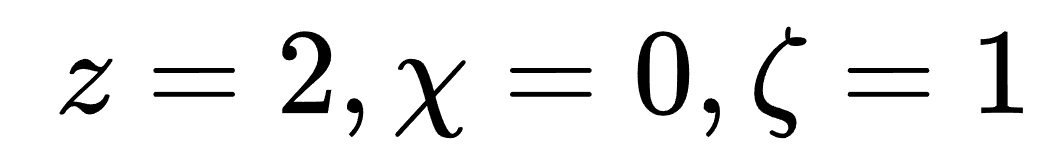 z = 2, χ = 0, ζ = 1